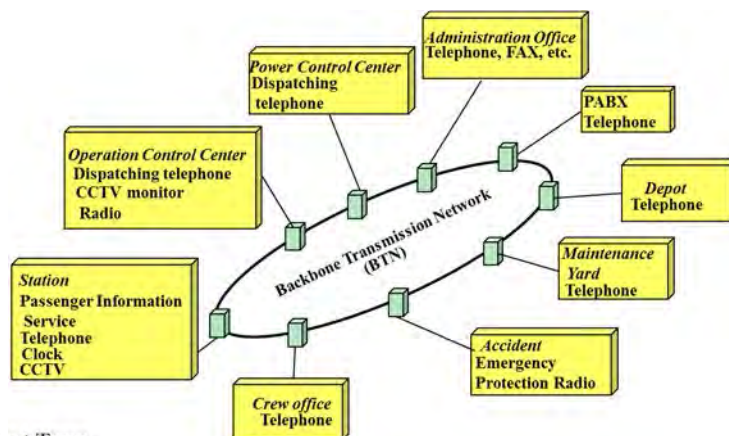 Administration Office
Telephone, FAX, etc.
Power Control Center
Dispatching
telephone
PABX
Telephone
Operation Control Center
Dispatching telephone
CCTV monitor
Radio
Depot
Telephone
Backbone Transmission Network
(BTN)
Maintenance
Yard
Telephone
Station
Passenger Information
Service
Telephone
Clock
CCTV
Accident
Emergency
Protection Radio
Crew office
Telephone